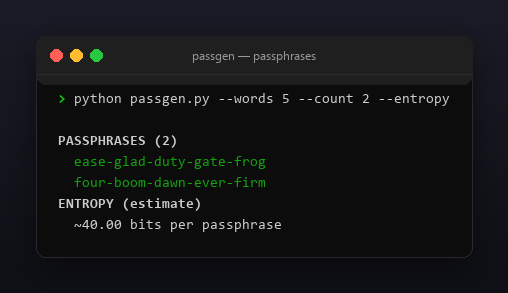 passgen — passphrases
> python passgen.py --words 5 --count 2 --entropy
PASSPHRASES (2)
ease-glad-duty-gate-frog
four-boom-dawn-ever-firm
ENTROPY (estimate)
~40.00 bits per passphrase